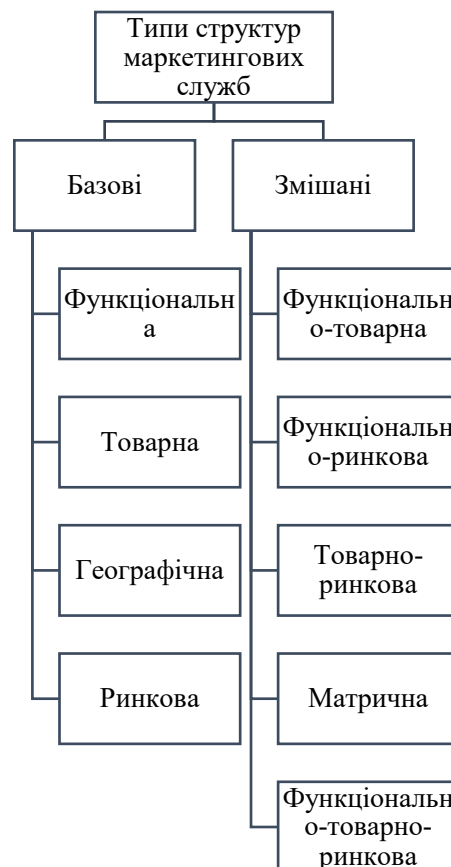 Типи структур
маркетингових
служб
Базові
Змішані
Функціональн
а
Товарна
Географічна
Ринкова
Функціональн
о-товарна
Функціональн
о-ринкова
Товарно-
ринкова
Матрична
Функціональн
о-товарно-
ринкова